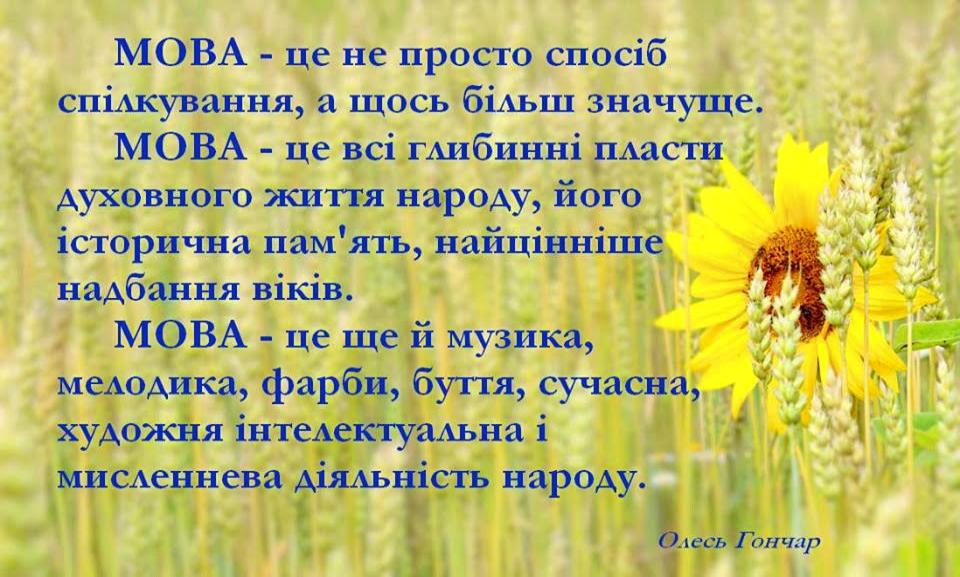 МОВА - це не просто спосіб
спілкування, а щось більш значуще.
МОВА - це всі глибинні пласти
духовного життя народу, його
історична пам'ять, найцінніше
надбання віків.
МОВА - це ще й музика,
мелодика, фарби, буття, сучасна,
художня інтелектуальна і
мисленнева діяльність народу.
Олесь Гончар